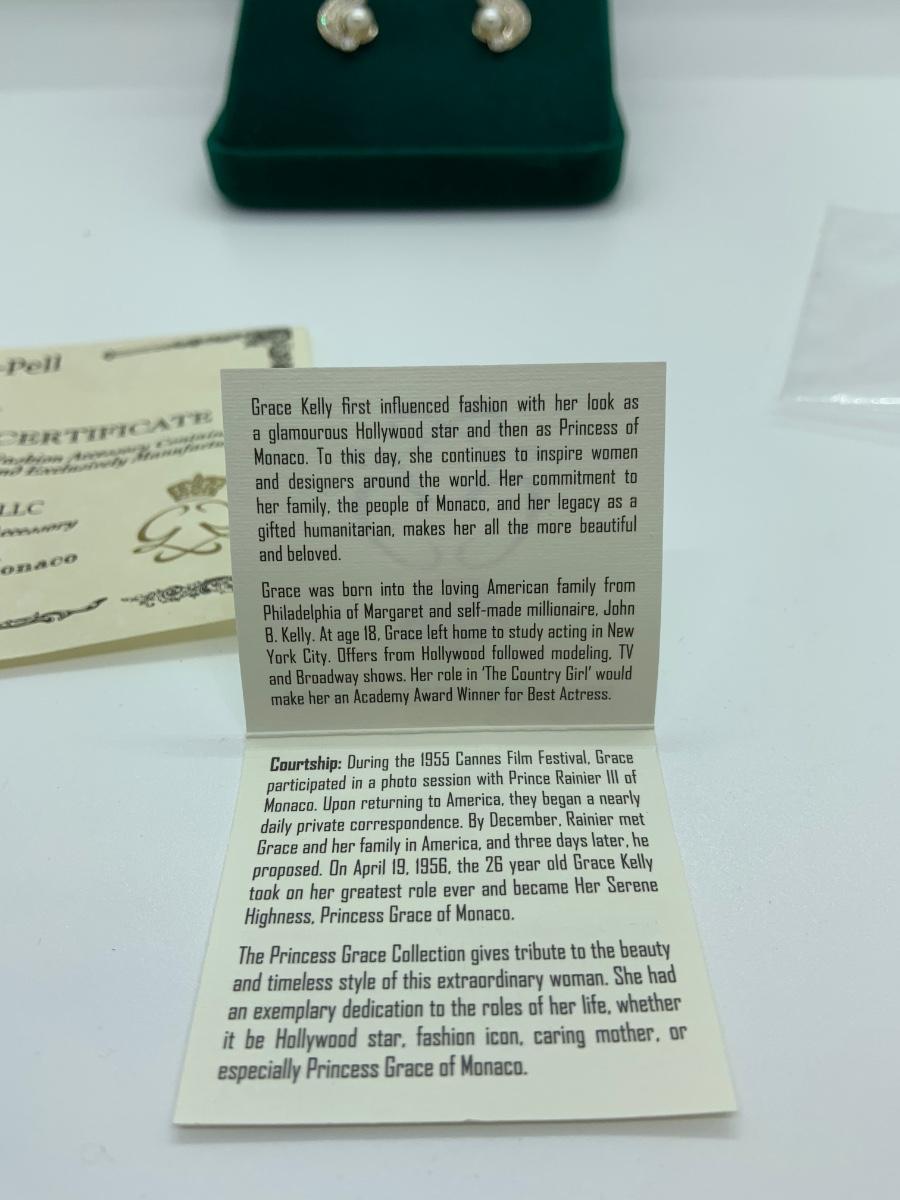 -Pell
CERTIFICATE
Fashion Accessory
LLC
Accessory
onaco
Grace Kelly first influenced fashion with her look as
a glamourous Hollywood star and then as Princess of
Monaco. To this day, she continues to inspire women
and designers around the world. Her commitment to
her family, the people of Monaco, and her legacy as a
gifted humanitarian, makes her all the more beautiful
and beloved.
Grace was born into the loving American family from
Philadelphia of Margaret and self-made millionaire, John
B. Kelly. At age 18, Grace left home to study acting in New
York City. Offers from Hollywood followed modeling, TV
and Broadway shows. Her role in 'The Country Girl' would
make her an Academy Award Winner for Best Actress.
Courtship: During the 1955 Cannes Film Festival, Grace
participated in a photo session with Prince Rainier III of
Monaco. Upon returning to America, they began a nearly
daily private correspondence. By December, Rainier met
Grace and her family in America, and three days later, he
proposed. On April 19, 1956, the 26 year old Grace Kelly
took on her greatest role ever and became Her Serene
Highness, Princess Grace of Monaco.
The Princess Grace Collection gives tribute to the beauty
and timeless style of this extraordinary woman. She had
an exemplary dedication to the roles of her life, whether
it be Hollywood star, fashion icon, caring mother, or
especially Princess Grace of Monaco.